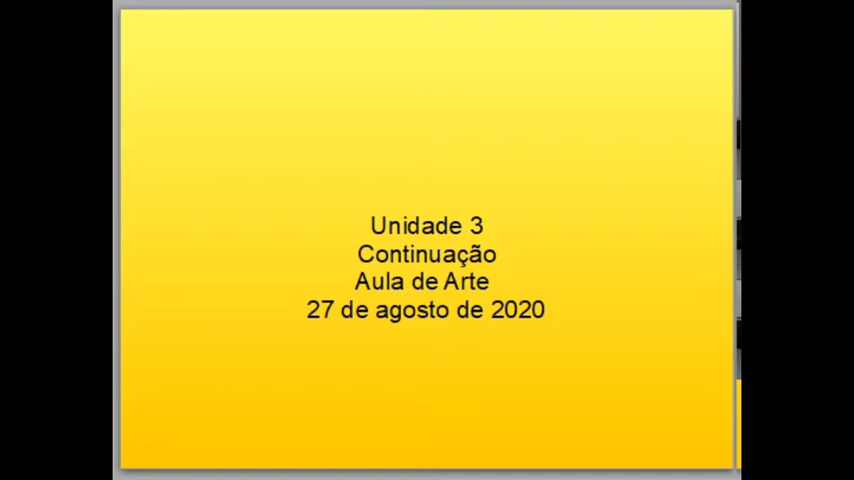 Unidade 3
Continuação
Aula de Arte
27 de agosto de 2020